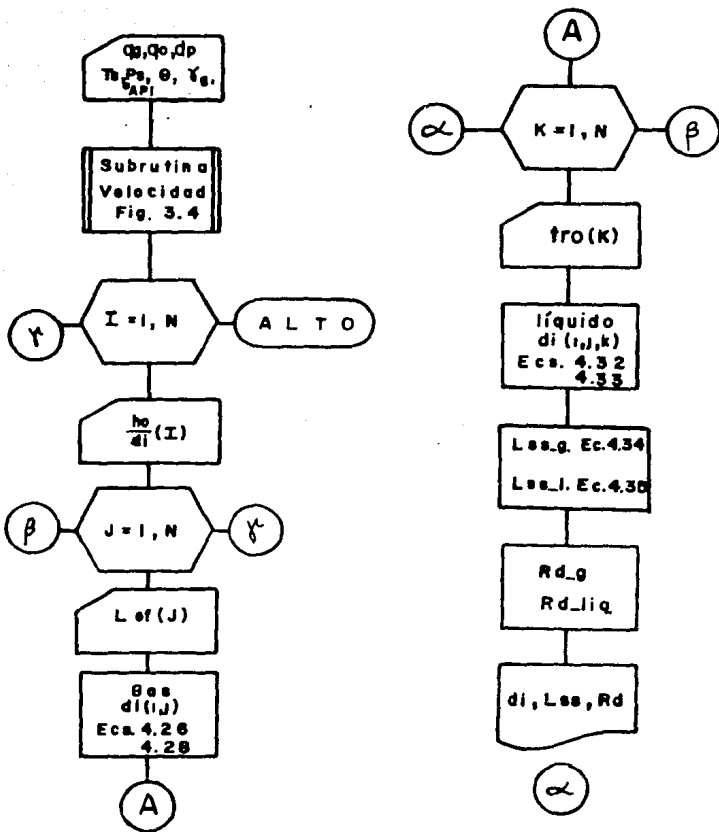 qg, qo, dp
Ts, Ps, θ, γg,
°API
Subrutina
Velocidad
Fig. 3.4
γ
I = 1, N
ALTO
ho
di (I)
β
J = 1, N
γ
Lef(J)
Gas
di(I,J)
Ecs. 4.26
4.28
A
A
α
K = 1, N
β
tro(K)
líquido
di (I,J,k)
Ecs. 4.32
4.33
Lss_g. Ec. 4.34
Lss_l. Ec. 4.35
Rd_g
Rd_liq
di, Lss, Rd
α